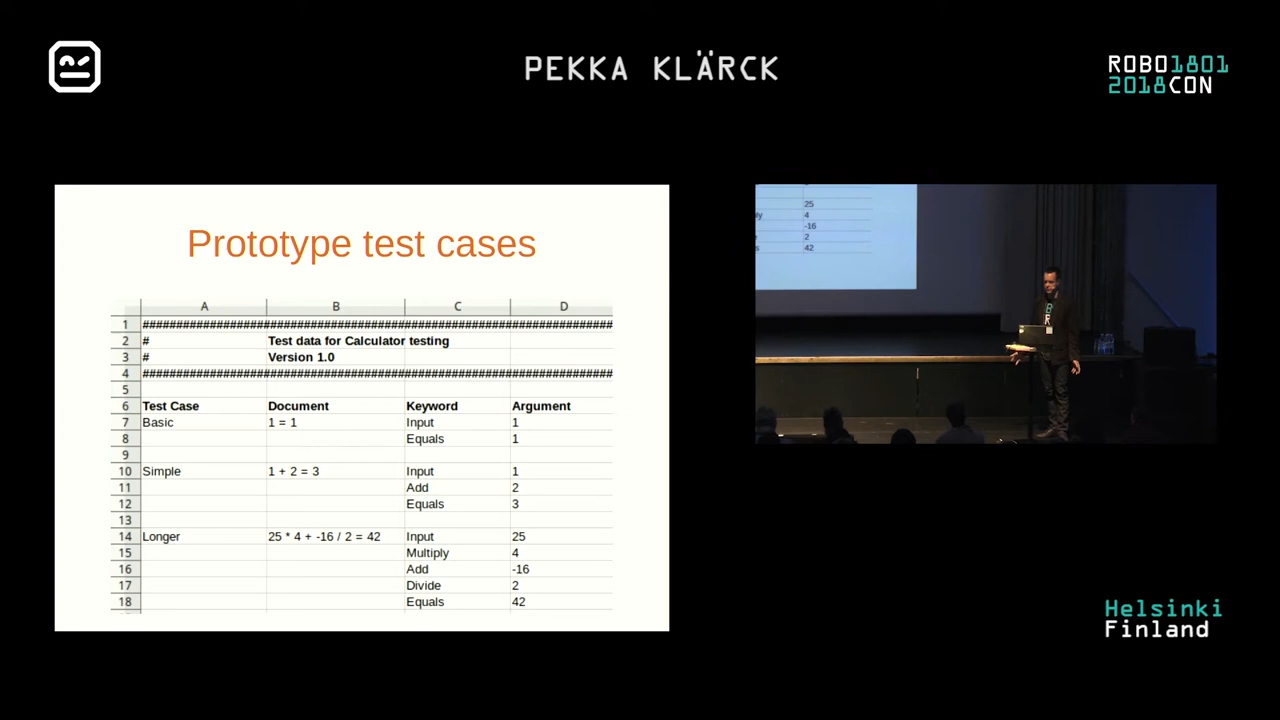 PEKKA KLÄRCK
ROBO1801
2018CON
Prototype test cases
A B C D
1 ######################################################################
2 # Test data for Calculator testing
3 # Version 1.0
4 ######################################################################
5
6 Test Case Document Keyword Argument
7 Basic 1 = 1 Input 1
8 Equals 1
9
10 Simple 1 + 2 = 3 Input 1
11 Add 2
12 Equals 3
13
14 Longer 25 * 4 + -16 / 2 = 42 Input 25
15 Multiply 4
16 Add -16
17 Divide 2
18 Equals 42
25
ly 4
-16
2
s 42
Helsinki
Finland